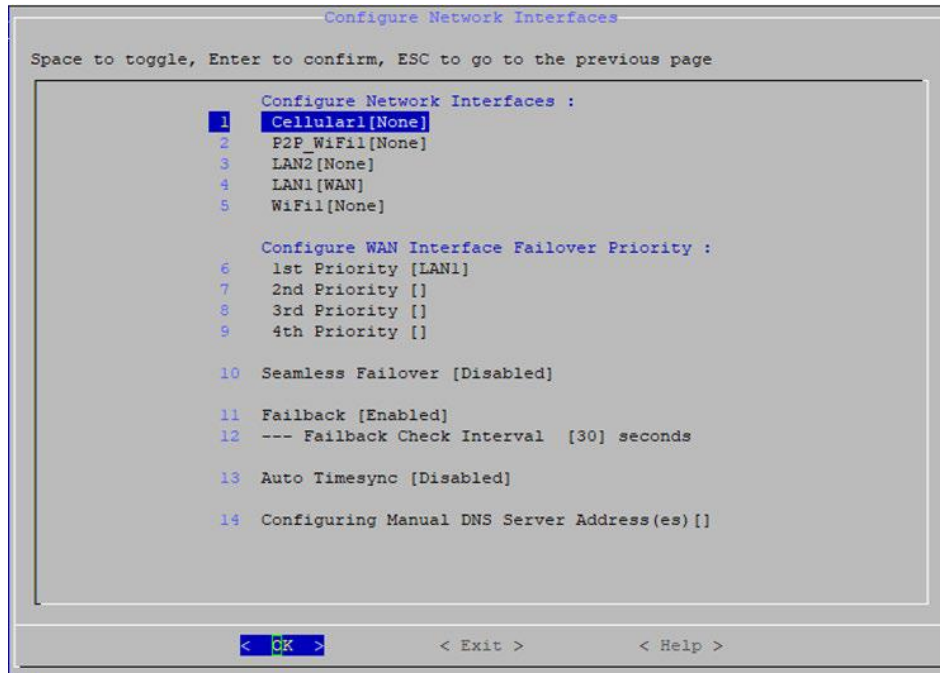 Configure Network Interfaces
Space to toggle, Enter to confirm, ESC to go to the previous page
Configure Network Interfaces :
1 Cellular1[None]
2 P2P_WiFi1[None]
3 LAN2[None]
4 LAN1[WAN]
5 WiFi1[None]
Configure WAN Interface Failover Priority :
6 1st Priority [LAN1]
7 2nd Priority []
8 3rd Priority []
9 4th Priority []
10 Seamless Failover [Disabled]
11 Failback [Enabled]
12 --- Failback Check Interval [30] seconds
13 Auto Timesync [Disabled]
14 Configuring Manual DNS Server Address(es)[]
< OK > < Exit > < Help >